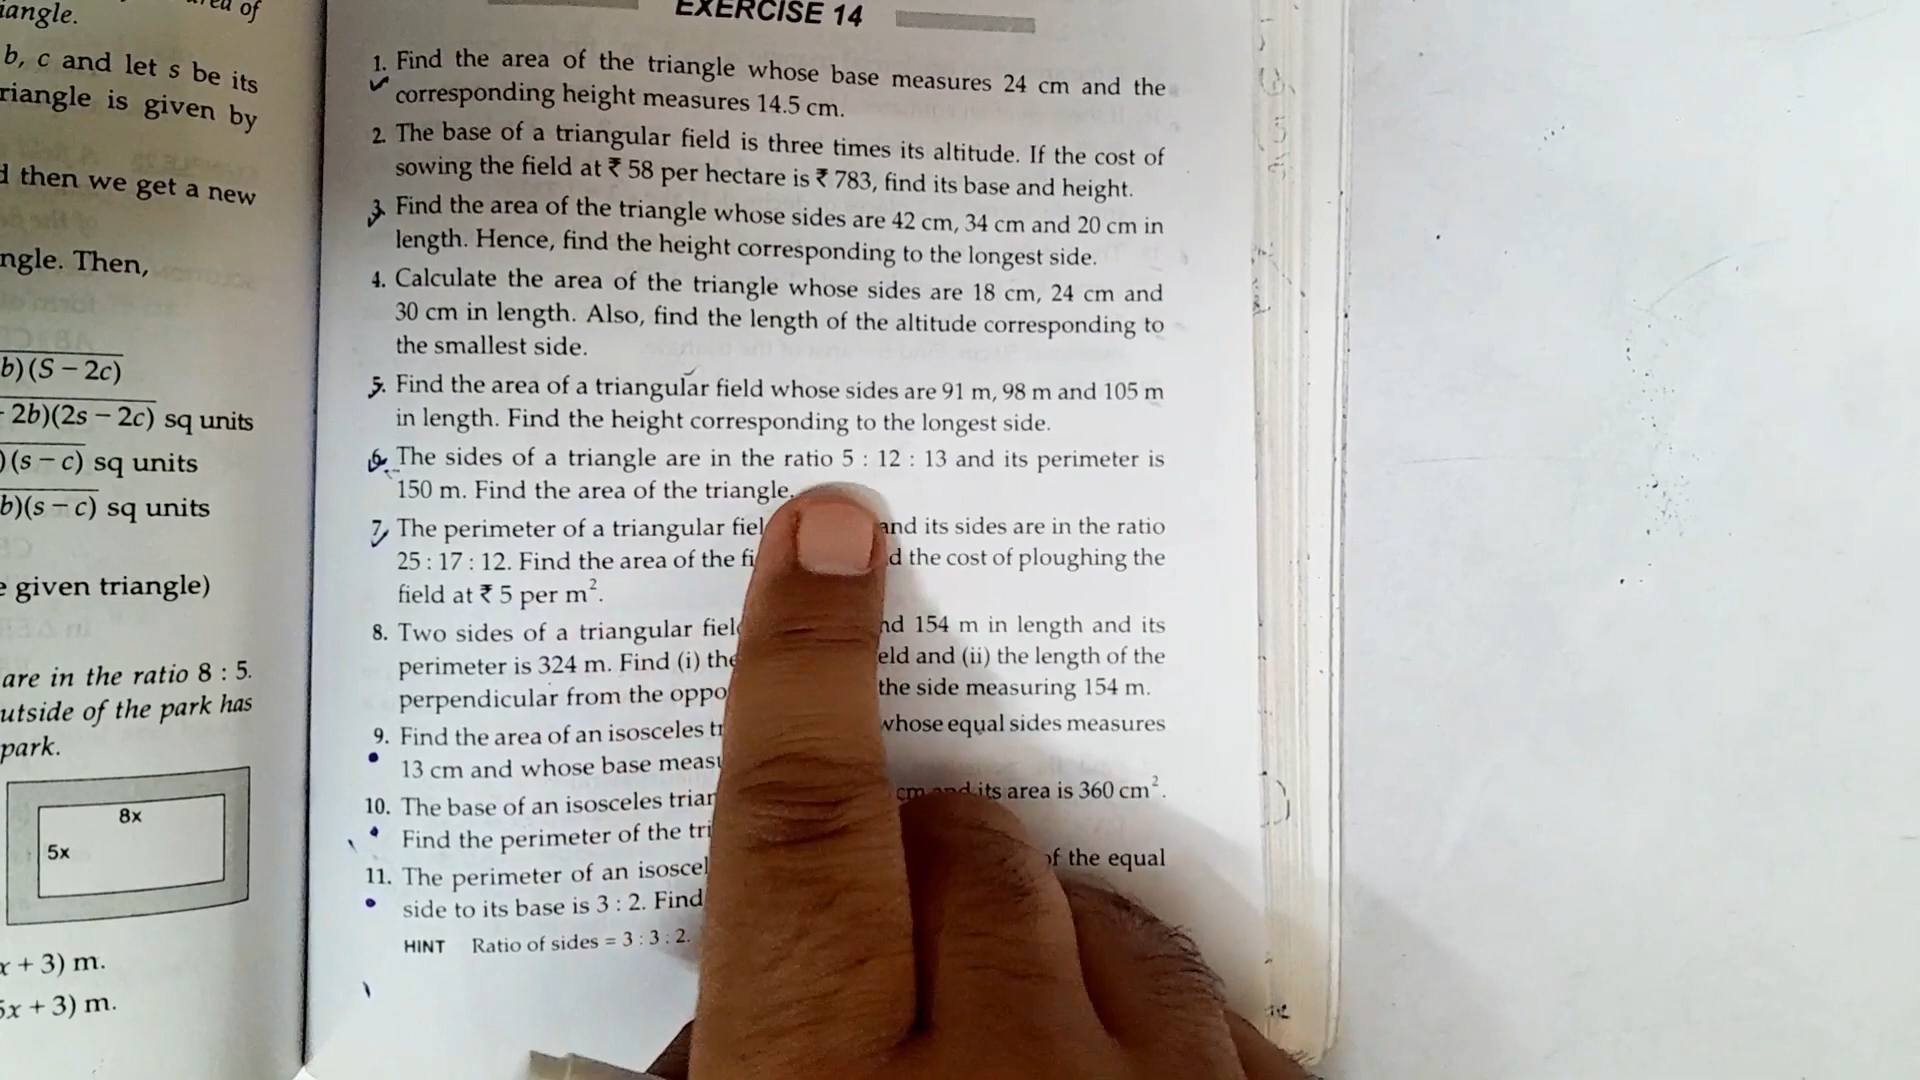 iangle.
area of
b, c and let s be its
riangle is given by
d then we get a new
ngle. Then,
b)(S − 2c)
2b)(2s − 2c) sq units
)(s − c) sq units
b)(s − c) sq units
given triangle)
are in the ratio 8 : 5.
utside of the park has
park.
8x
5x
x + 3) m.
5x + 3) m.
EXERCISE 14
1. Find the area of the triangle whose base measures 24 cm and the
corresponding height measures 14.5 cm.
2. The base of a triangular field is three times its altitude. If the cost of
sowing the field at ₹ 58 per hectare is ₹ 783, find its base and height.
3. Find the area of the triangle whose sides are 42 cm, 34 cm and 20 cm in
length. Hence, find the height corresponding to the longest side.
4. Calculate the area of the triangle whose sides are 18 cm, 24 cm and
30 cm in length. Also, find the length of the altitude corresponding to
the smallest side.
5. Find the area of a triangular field whose sides are 91 m, 98 m and 105 m
in length. Find the height corresponding to the longest side.
6. The sides of a triangle are in the ratio 5 : 12 : 13 and its perimeter is
150 m. Find the area of the triangle.
7. The perimeter of a triangular fiel and its sides are in the ratio
25 : 17 : 12. Find the area of the fi d the cost of ploughing the
field at ₹ 5 per m².
8. Two sides of a triangular fiel nd 154 m in length and its
perimeter is 324 m. Find (i) the eld and (ii) the length of the
perpendicular from the oppo the side measuring 154 m.
9. Find the area of an isosceles tr whose equal sides measures
13 cm and whose base measu
10. The base of an isosceles trian cm and its area is 360 cm².
Find the perimeter of the tri
11. The perimeter of an isoscel of the equal
side to its base is 3 : 2. Find
HINT Ratio of sides = 3 : 3 : 2.